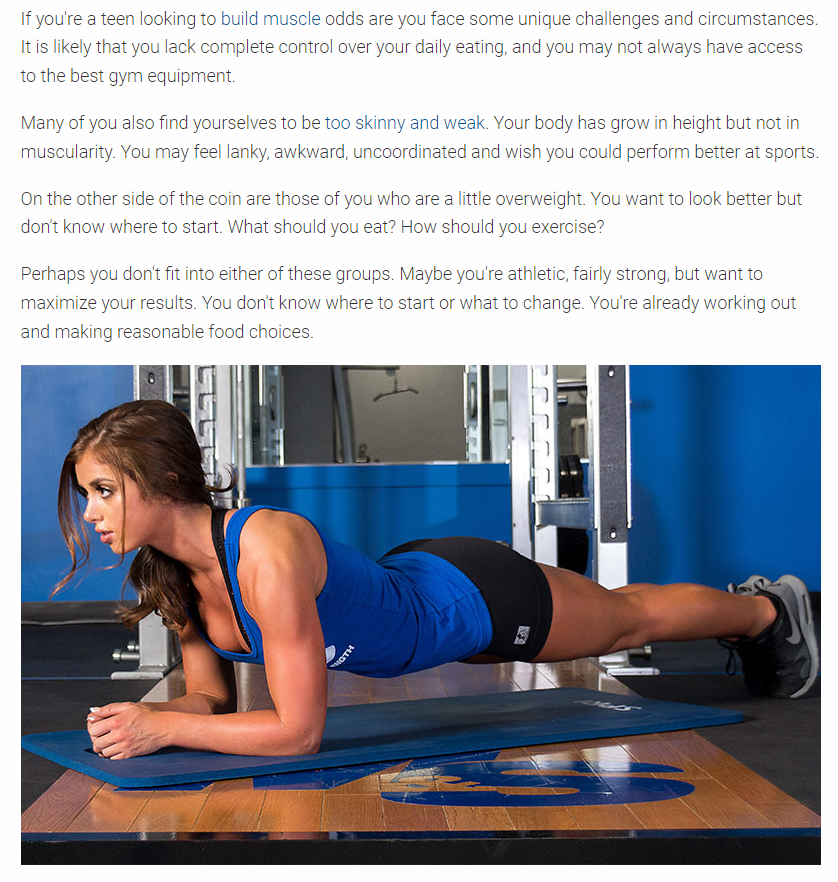 If you're a teen looking to build muscle odds are you face some unique challenges and circumstances.
It is likely that you lack complete control over your daily eating, and you may not always have access
to the best gym equipment.
Many of you also find yourselves to be too skinny and weak. Your body has grow in height but not in
muscularity. You may feel lanky, awkward, uncoordinated and wish you could perform better at sports.
On the other side of the coin are those of you who are a little overweight. You want to look better but
don't know where to start. What should you eat? How should you exercise?
Perhaps you don't fit into either of these groups. Maybe you're athletic, fairly strong, but want to
maximize your results. You don't know where to start or what to change. You're already working out
and making reasonable food choices.